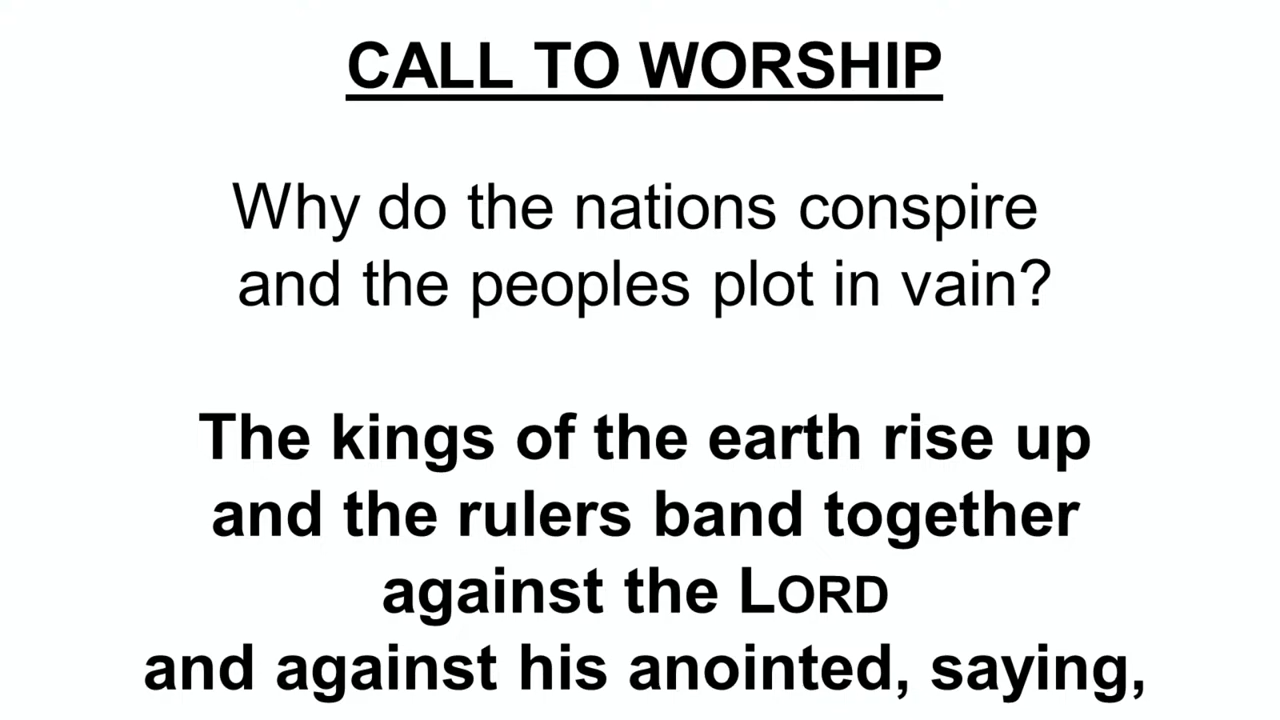 CALL TO WORSHIP
Why do the nations conspire
and the peoples plot in vain?
The kings of the earth rise up
and the rulers band together
against the LORD
and against his anointed, saying,